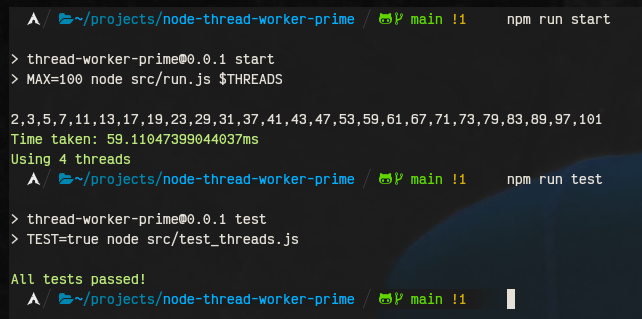 ~/projects/node-thread-worker-prime / main !1 npm run start
> thread-worker-prime@0.0.1 start
> MAX=100 node src/run.js $THREADS
2,3,5,7,11,13,17,19,23,29,31,37,41,43,47,53,59,61,67,71,73,79,83,89,97,101
Time taken: 59.11047399044037ms
Using 4 threads
~/projects/node-thread-worker-prime / main !1 npm run test
> thread-worker-prime@0.0.1 test
> TEST=true node src/test_threads.js
All tests passed!
~/projects/node-thread-worker-prime / main !1